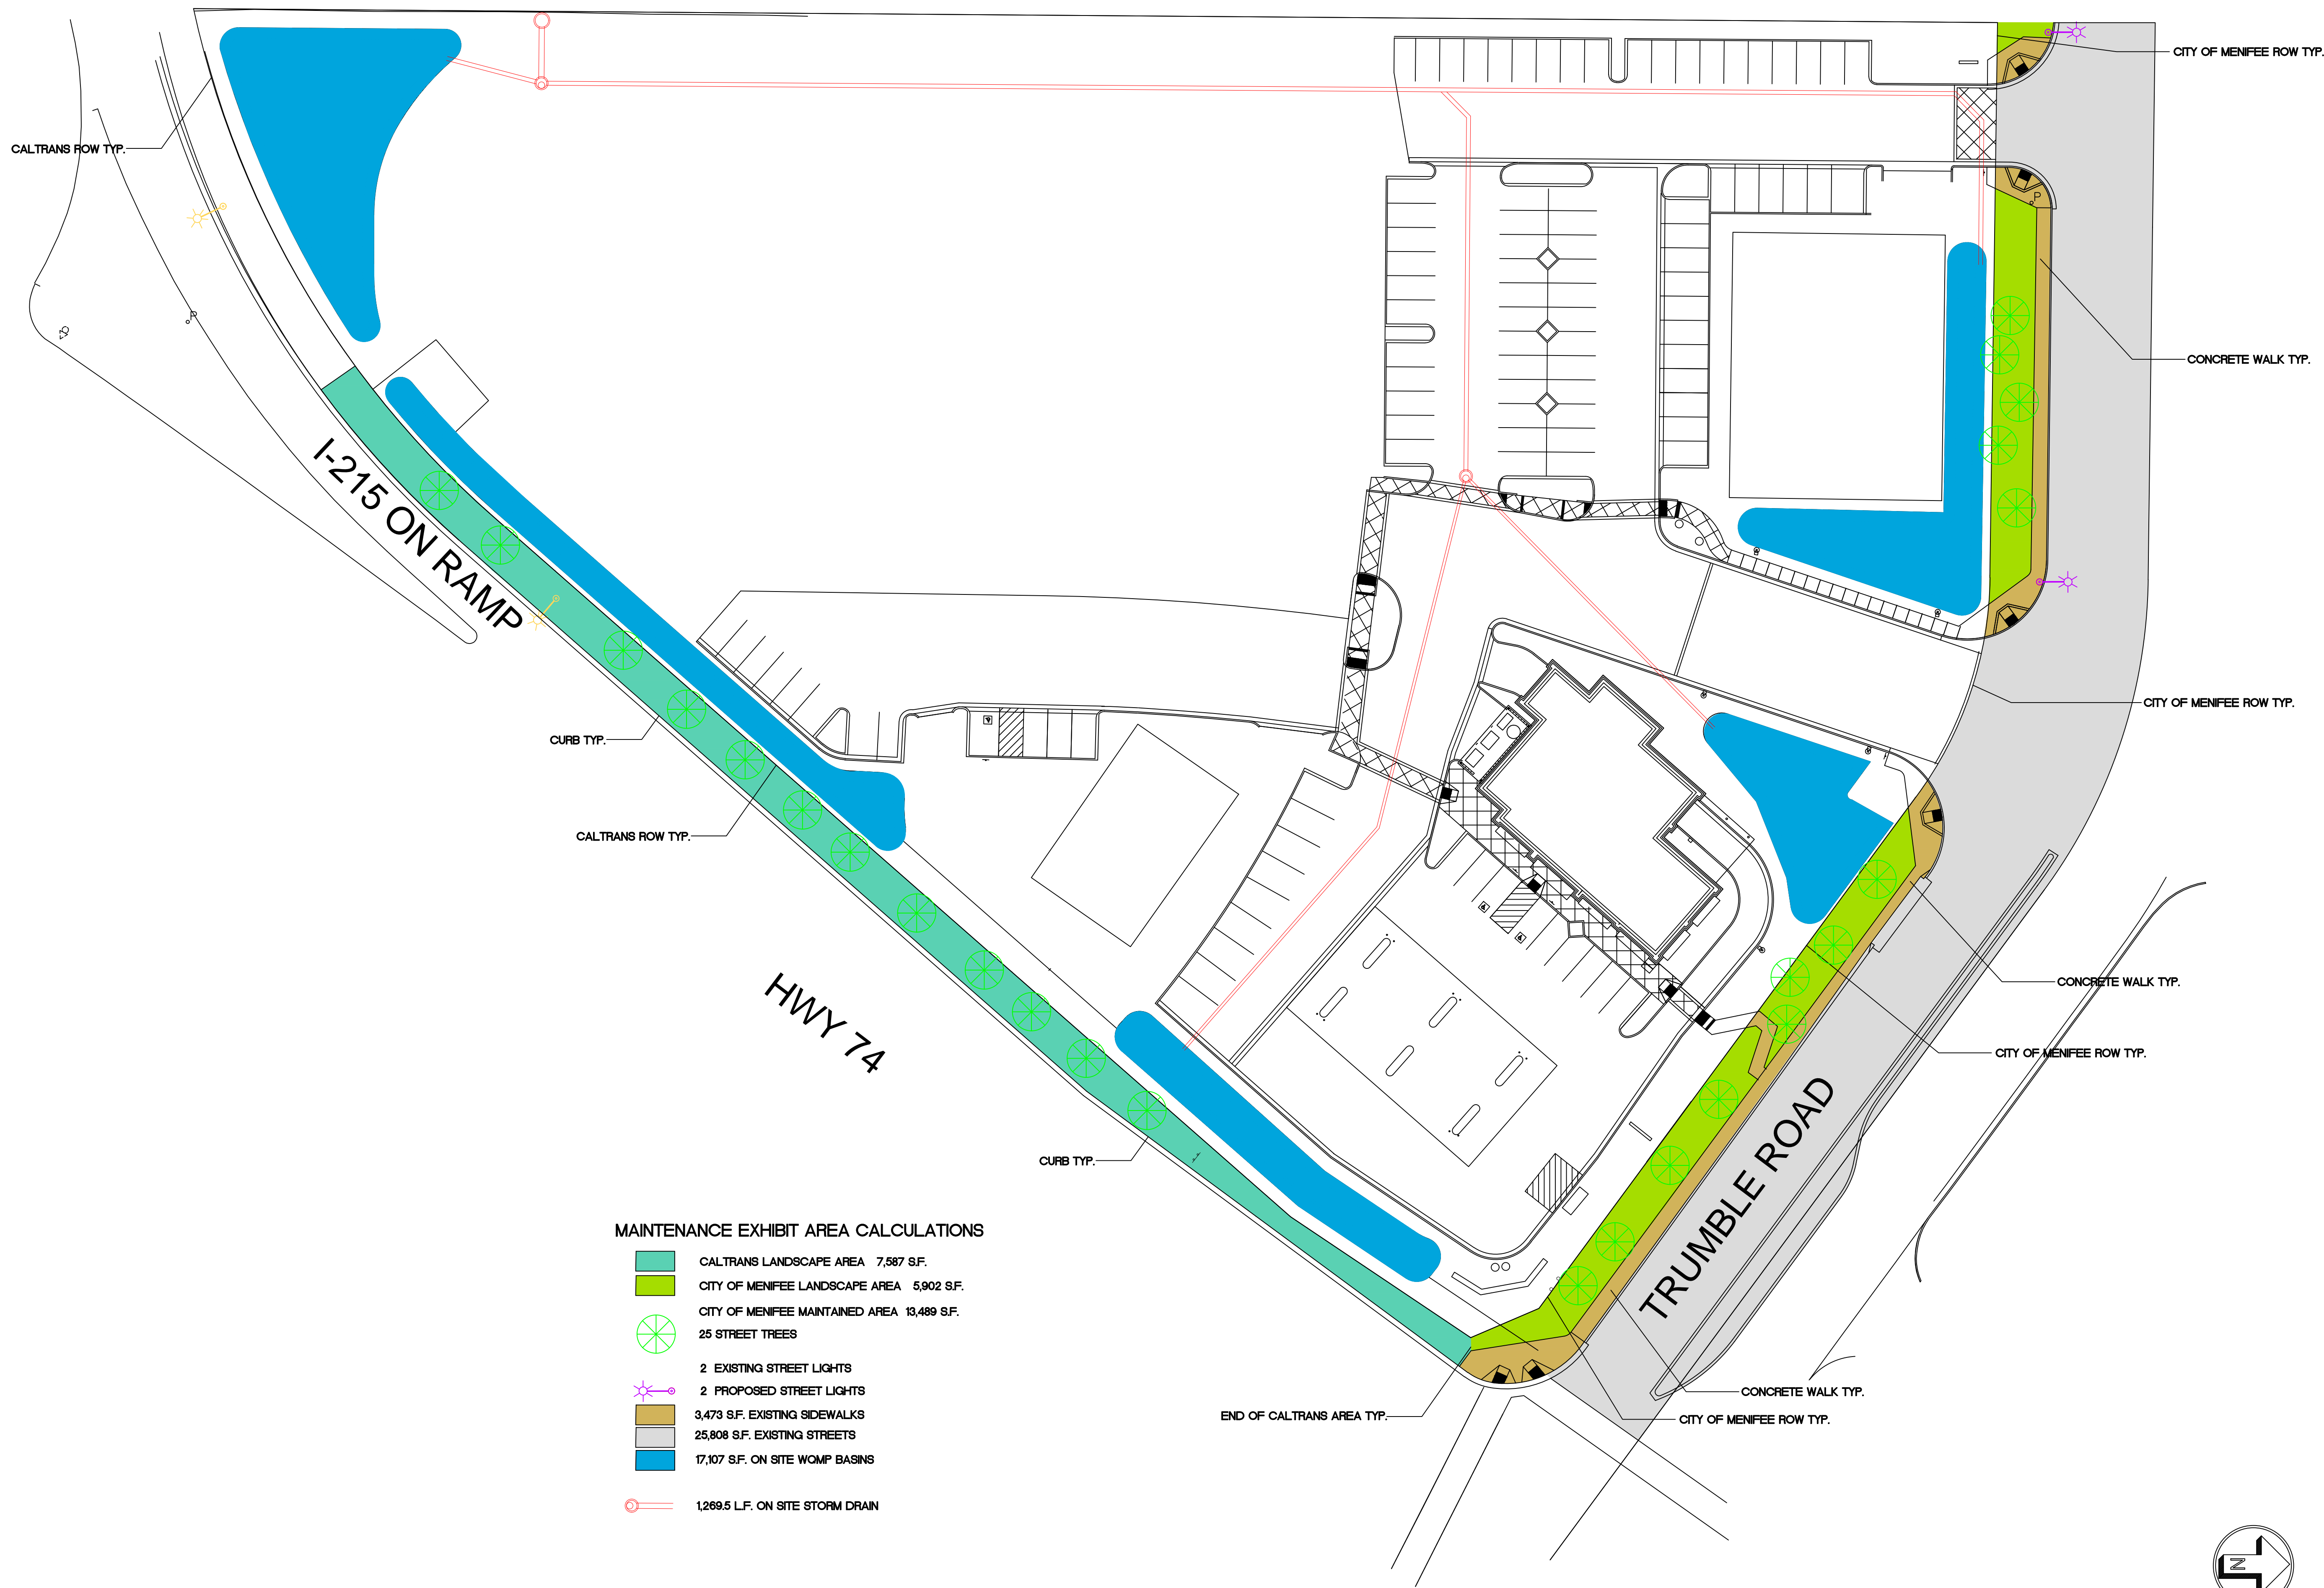 CITY OF MENIFEE ROW TYP.
CALTRANS ROW TYP.
P
P
CONCRETE WALK TYP.
I-215 ON RAMP
CITY OF MENIFEE ROW TYP.
CURB TYP.
CALTRANS ROW TYP.
HWY 74
CONCRETE WALK TYP.
CITY OF MENIFEE ROW TYP.
CURB TYP.
TRUMBLE ROAD
MAINTENANCE EXHIBIT AREA CALCULATIONS
CALTRANS LANDSCAPE AREA 7,587 S.F.
CITY OF MENIFEE LANDSCAPE AREA 5,902 S.F.
CITY OF MENIFEE MAINTAINED AREA 13,489 S.F.
25 STREET TREES
2 EXISTING STREET LIGHTS
2 PROPOSED STREET LIGHTS
3,473 S.F. EXISTING SIDEWALKS
25,808 S.F. EXISTING STREETS
17,107 S.F. ON SITE WQMP BASINS
1,269.5 L.F. ON SITE STORM DRAIN
CONCRETE WALK TYP.
END OF CALTRANS AREA TYP.
CITY OF MENIFEE ROW TYP.
N